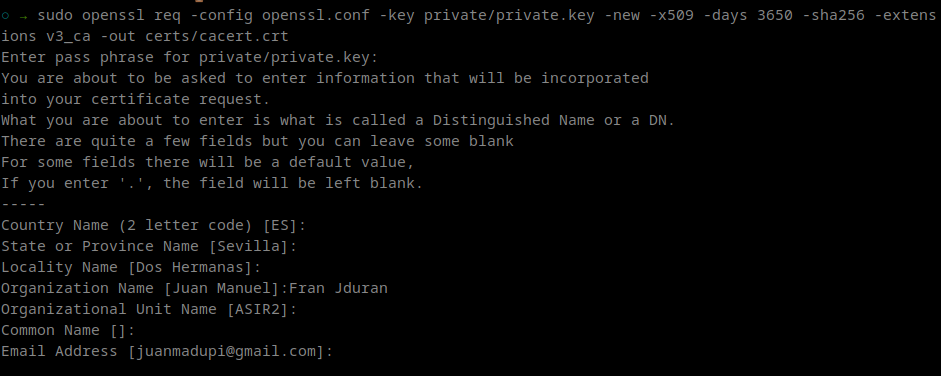 ○ → sudo openssl req -config openssl.conf -key private/private.key -new -x509 -days 3650 -sha256 -extens
ions v3_ca -out certs/cacert.crt
Enter pass phrase for private/private.key:
You are about to be asked to enter information that will be incorporated
into your certificate request.
What you are about to enter is what is called a Distinguished Name or a DN.
There are quite a few fields but you can leave some blank
For some fields there will be a default value,
If you enter '.', the field will be left blank.
-----
Country Name (2 letter code) [ES]:
State or Province Name [Sevilla]:
Locality Name [Dos Hermanas]:
Organization Name [Juan Manuel]:Fran Jduran
Organizational Unit Name [ASIR2]:
Common Name []:
Email Address [juanmadupi@gmail.com]: